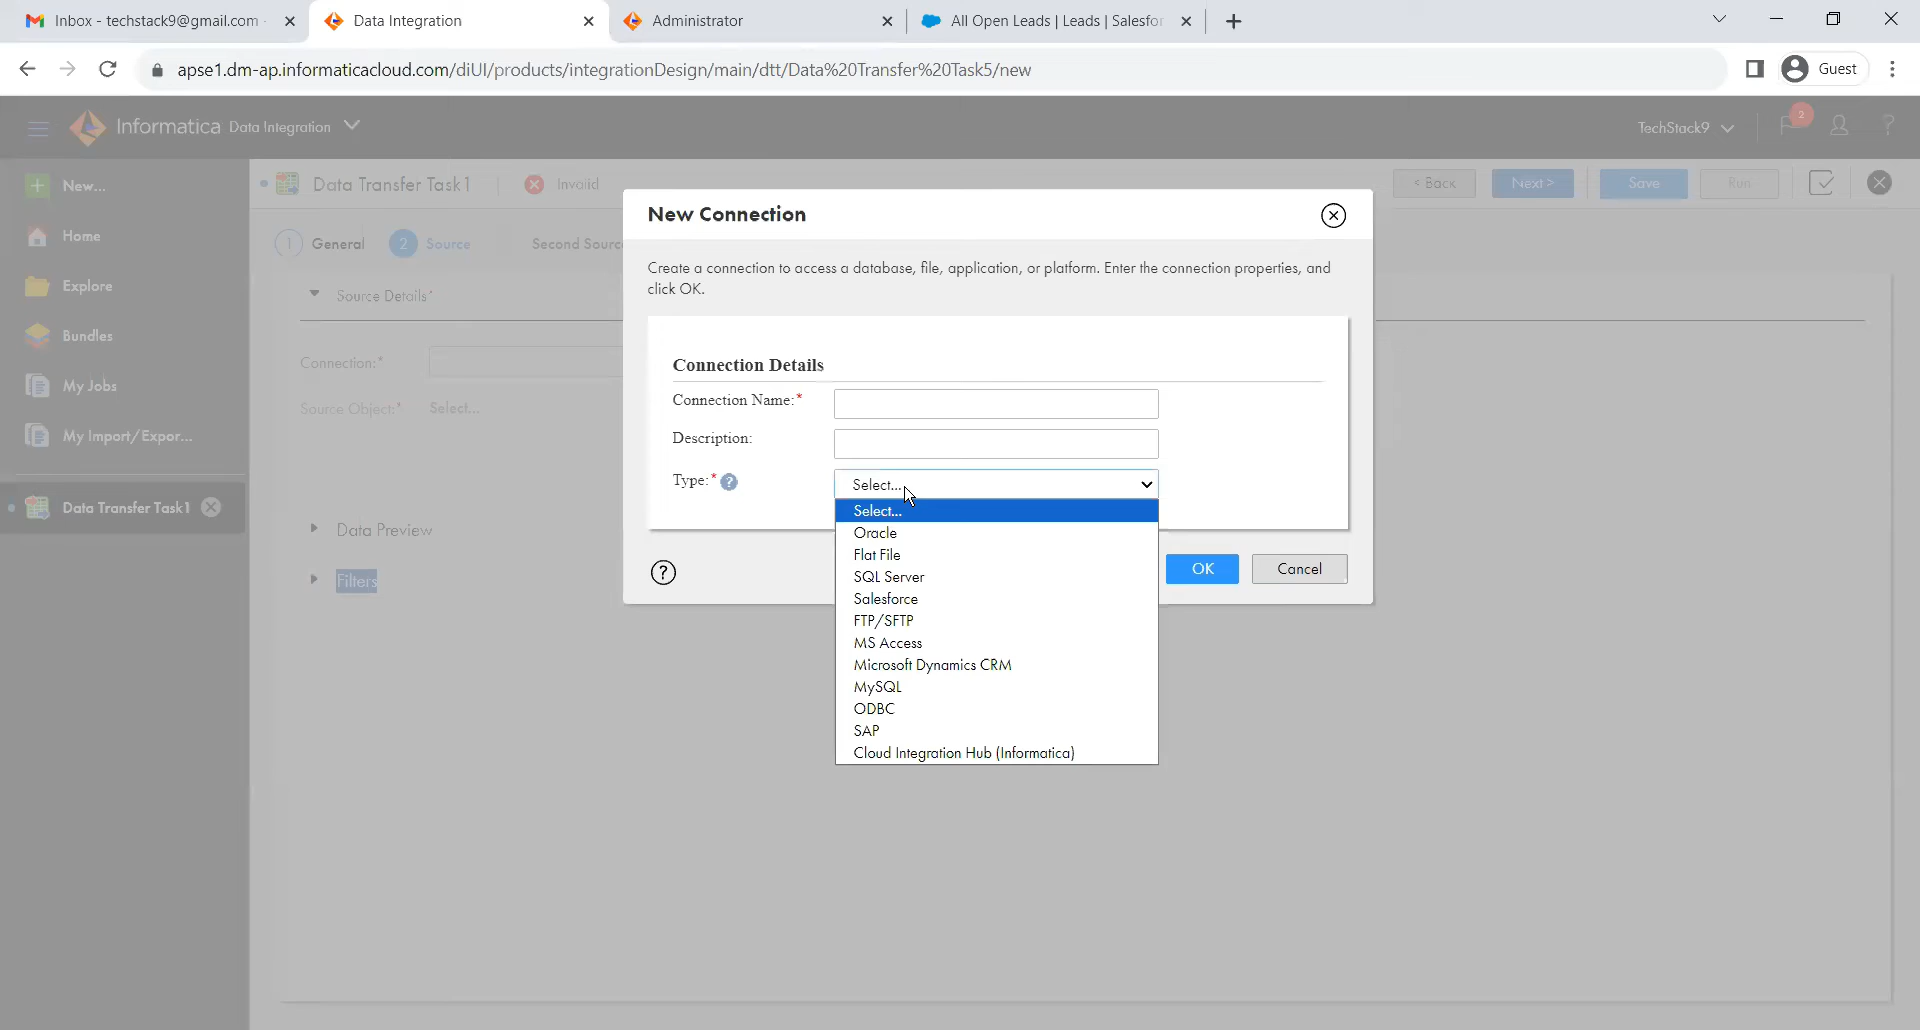 Inbox - techstack9@gmail.com -
Data Integration
Administrator
All Open Leads | Leads | Salesfor
apse1.dm-ap.informaticacloud.com/diUI/products/integrationDesign/main/dtt/Data%20Transfer%20Task5/new
Guest
Informatica Data Integration
TechStack9
2
?
New...
Home
Explore
Bundles
My Jobs
My Import/Expor...
Data Transfer Task1
Data Transfer Task1
Invalid
< Back
Next >
Save
Run
1 General
2 Source
Second Source
Source Details*
Connection:*
Source Object:* Select...
Data Preview
Filters
New Connection
Create a connection to access a database, file, application, or platform. Enter the connection properties, and
click OK.
Connection Details
Connection Name:*
Description:
Type:* ?
Select...
Select...
Oracle
Flat File
SQL Server
Salesforce
FTP/SFTP
MS Access
Microsoft Dynamics CRM
MySQL
ODBC
SAP
Cloud Integration Hub (Informatica)
?
OK
Cancel